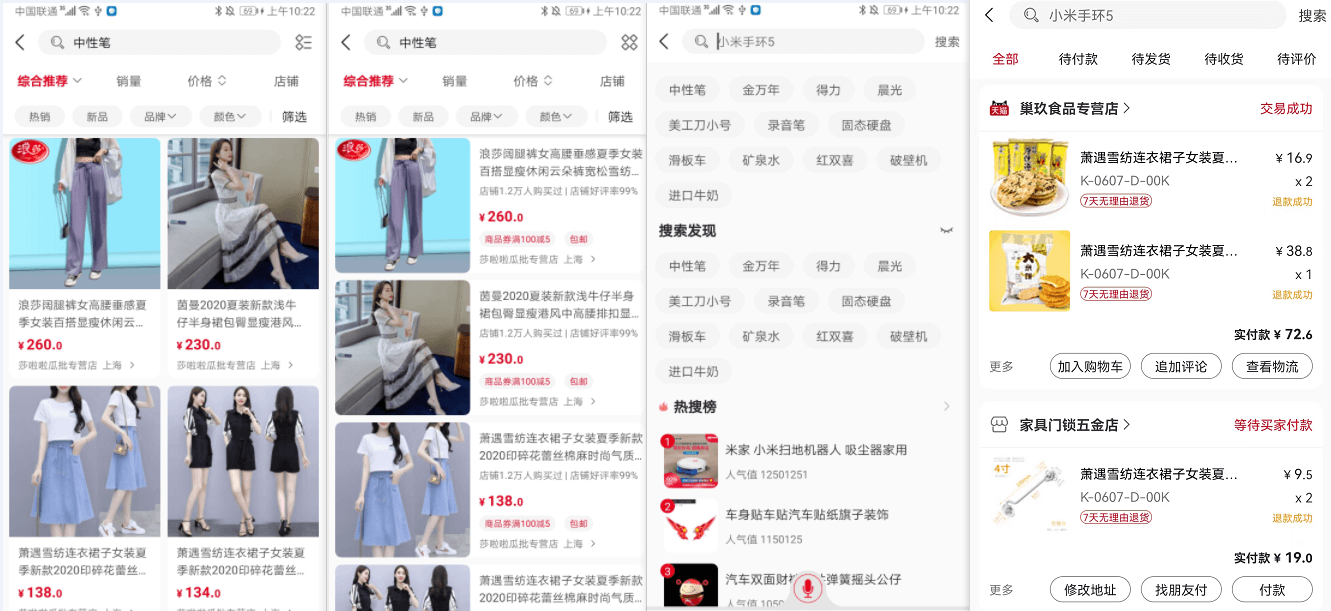 中国联通
69
上午10:22
中性笔
综合推荐
销量
价格
店铺
热销
新品
品牌
颜色
筛选
浪莎
浪莎阔腿裤女高腰垂感夏
季女装百搭显瘦休闲云...
¥260.0
莎啦啦瓜批专营店 上海
茵曼2020夏装新款浅牛
仔半身裙包臀显瘦港风...
¥230.0
莎啦啦瓜批专营店 上海
萧遇雪纺连衣裙子女装夏
季新款2020印碎花蕾丝...
¥138.0
萧遇雪纺连衣裙子女装夏
季新款2020印碎花蕾丝...
¥134.0
中国联通
69
上午10:22
中性笔
综合推荐
销量
价格
店铺
热销
新品
品牌
颜色
筛选
浪莎
浪莎阔腿裤女高腰垂感夏季女装
百搭显瘦休闲云朵裤宽松雪纺...
店铺1.2万人购买过 | 店铺好评率99%
¥260.0
商品券满100减5 包邮
莎啦啦瓜批专营店 上海
茵曼2020夏装新款浅牛仔半身
裙包臀显瘦港风中高腰排扣显...
店铺1.2万人购买过 | 店铺好评率99%
¥230.0
商品券满100减5 包邮
莎啦啦瓜批专营店 上海
萧遇雪纺连衣裙子女装夏季新款
2020印碎花蕾丝棉麻时尚气质...
店铺1.2万人购买过 | 店铺好评率99%
¥138.0
商品券满100减5 包邮
莎啦啦瓜批专营店 上海
萧遇雪纺连衣裙子女装夏季新款
2020印碎花蕾丝棉麻时尚气质...
中国联通
69
上午10:22
小米手环5
搜索
中性笔
金万年
得力
晨光
美工刀小号
录音笔
固态硬盘
滑板车
矿泉水
红双喜
破壁机
进口牛奶
搜索发现
中性笔
金万年
得力
晨光
美工刀小号
录音笔
固态硬盘
滑板车
矿泉水
红双喜
破壁机
进口牛奶
热搜榜
1
米家 小米扫地机器人 吸尘器家用
人气值 12501251
2
车身贴车贴汽车贴纸旗子装饰
人气值 1150125
3
汽车双面财 弹簧摇头公仔
人气值
小米手环5
搜索
全部
待付款
待发货
待收货
待评价
天猫
巢玖食品专营店
交易成功
萧遇雪纺连衣裙子女装夏...
¥16.9
K-0607-D-00K
x 2
7天无理由退货
退款成功
萧遇雪纺连衣裙子女装夏...
¥38.8
K-0607-D-00K
x 1
7天无理由退货
退款成功
实付款 ¥72.6
更多
加入购物车
追加评论
查看物流
家具门锁五金店
等待买家付款
4寸
萧遇雪纺连衣裙子女装夏...
¥9.5
K-0607-D-00K
x 2
7天无理由退货
退款成功
实付款 ¥19.0
更多
修改地址
找朋友付
付款